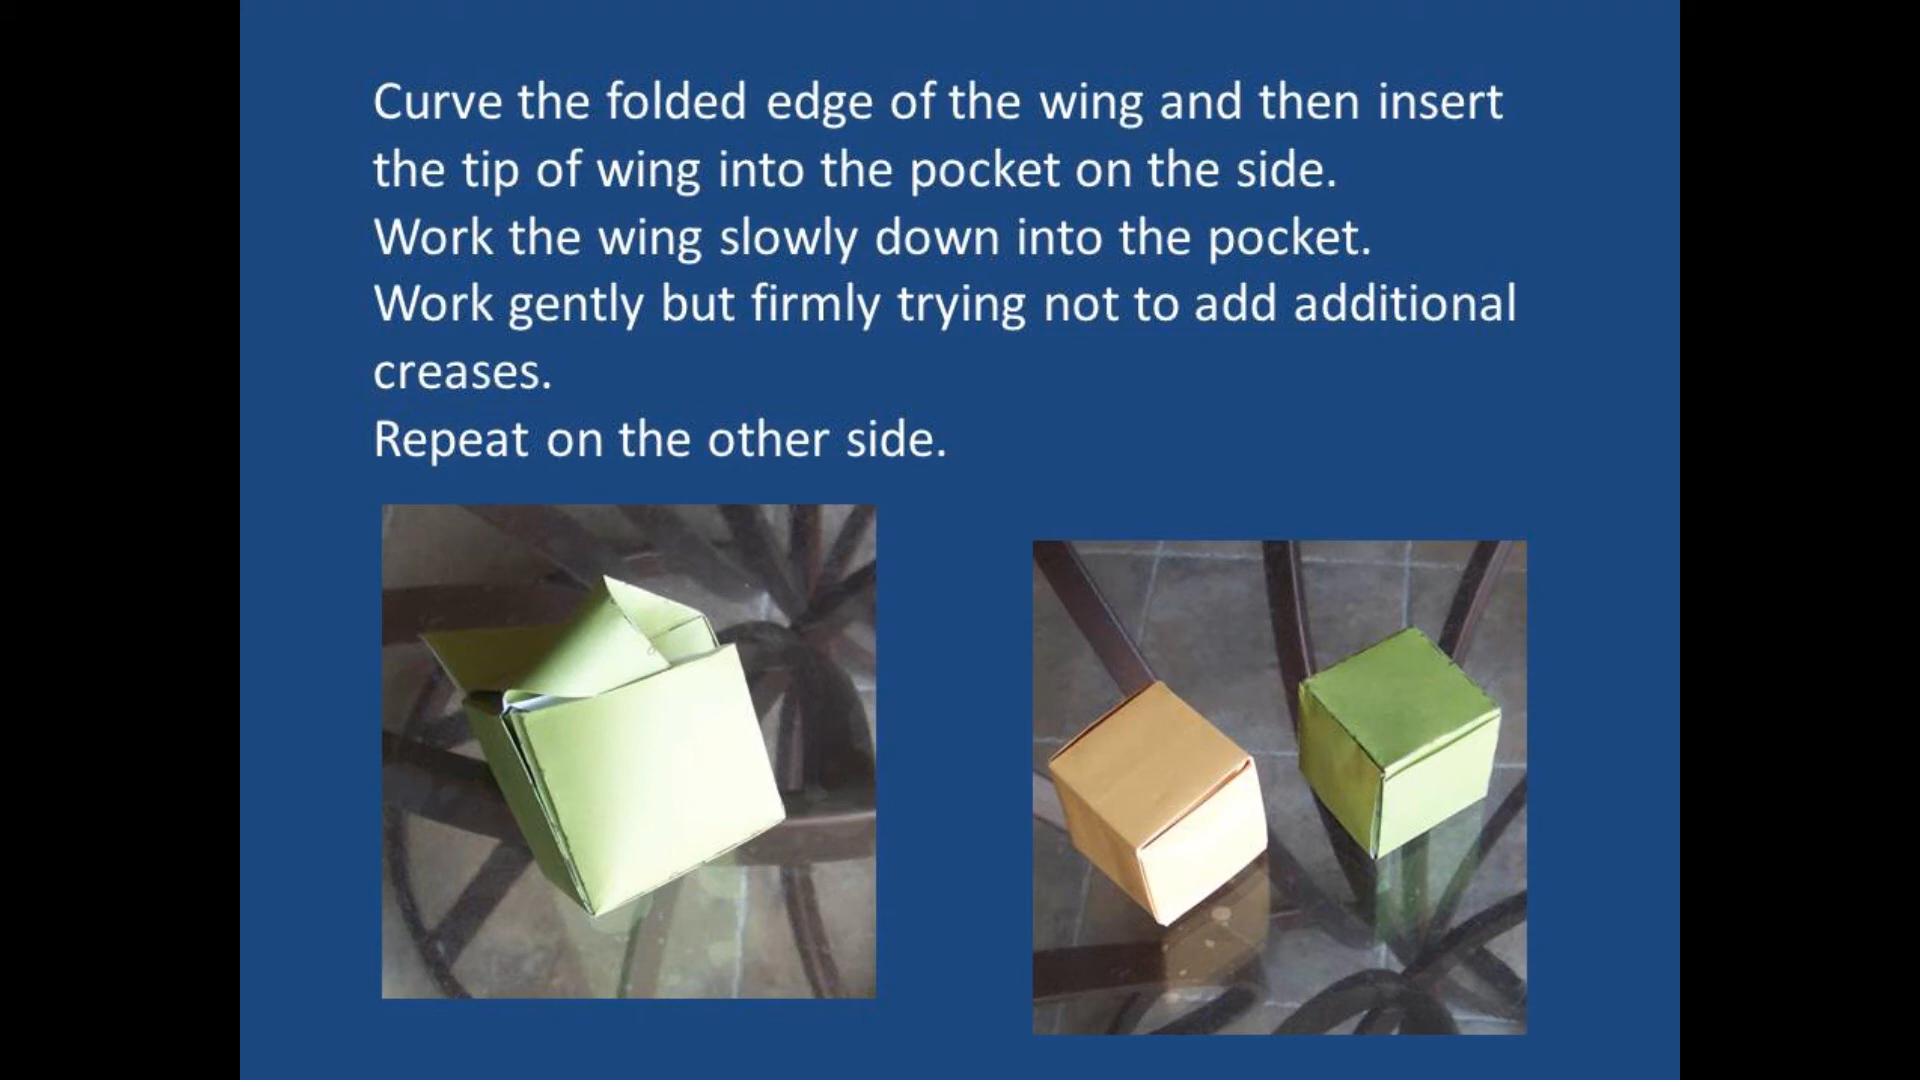 Curve the folded edge of the wing and then insert
the tip of wing into the pocket on the side.
Work the wing slowly down into the pocket.
Work gently but firmly trying not to add additional
creases.
Repeat on the other side.